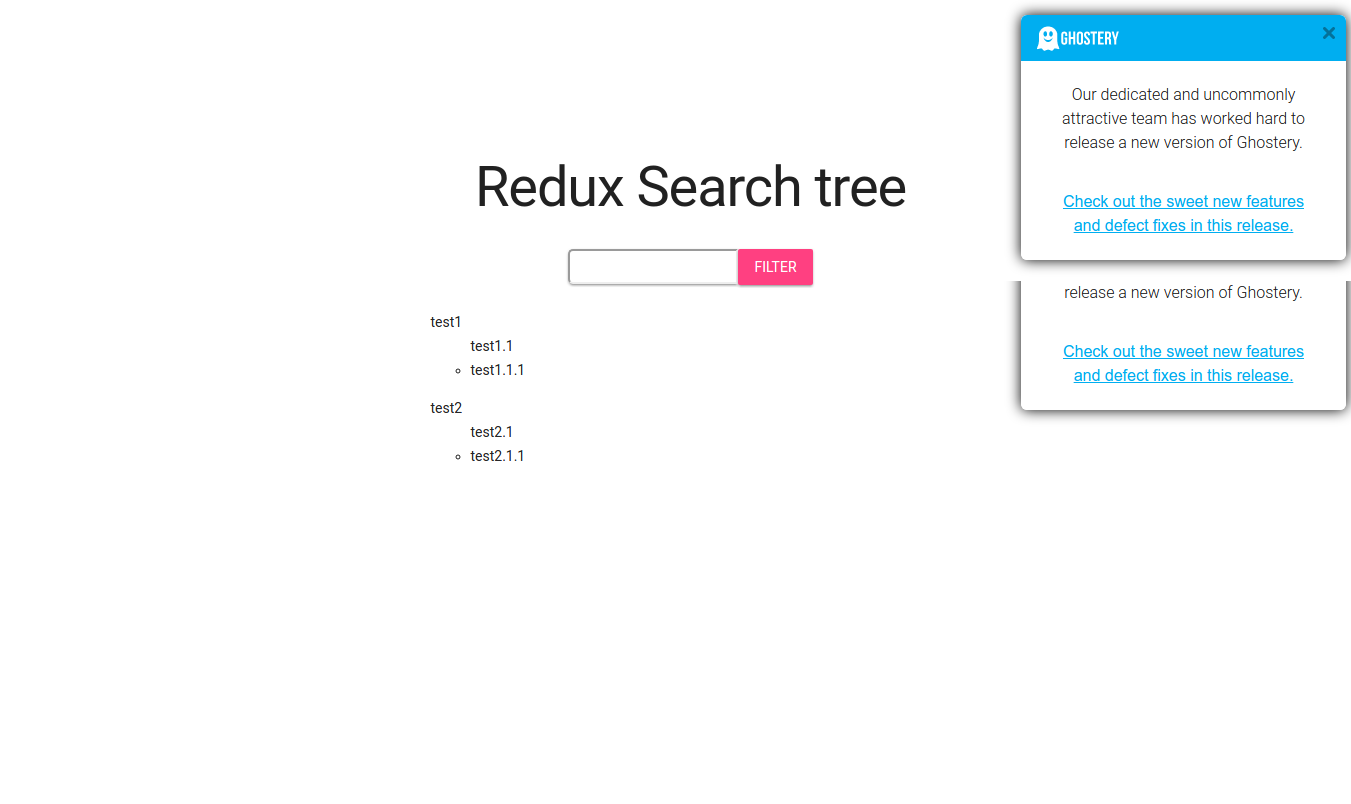 GHOSTERY
Our dedicated and uncommonly
attractive team has worked hard to
release a new version of Ghostery.
Check out the sweet new features
and defect fixes in this release.
release a new version of Ghostery.
Check out the sweet new features
and defect fixes in this release.
Redux Search tree
FILTER
test1
test1.1
test1.1.1
test2
test2.1
test2.1.1